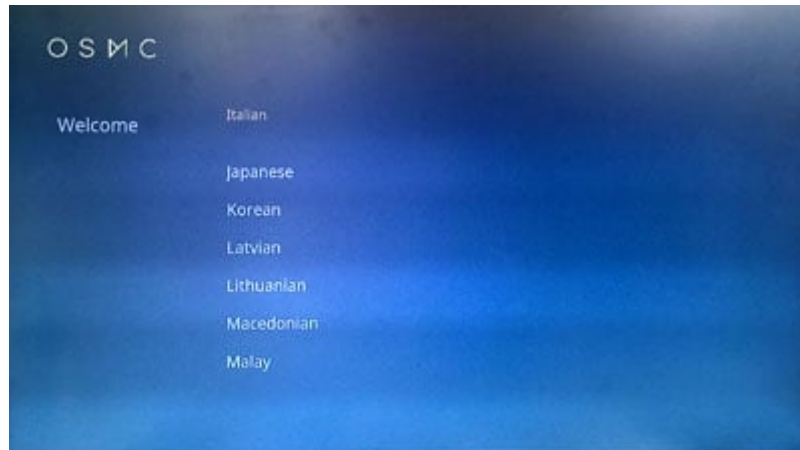 OSMC
Welcome
Italian
Japanese
Korean
Latvian
Lithuanian
Macedonian
Malay